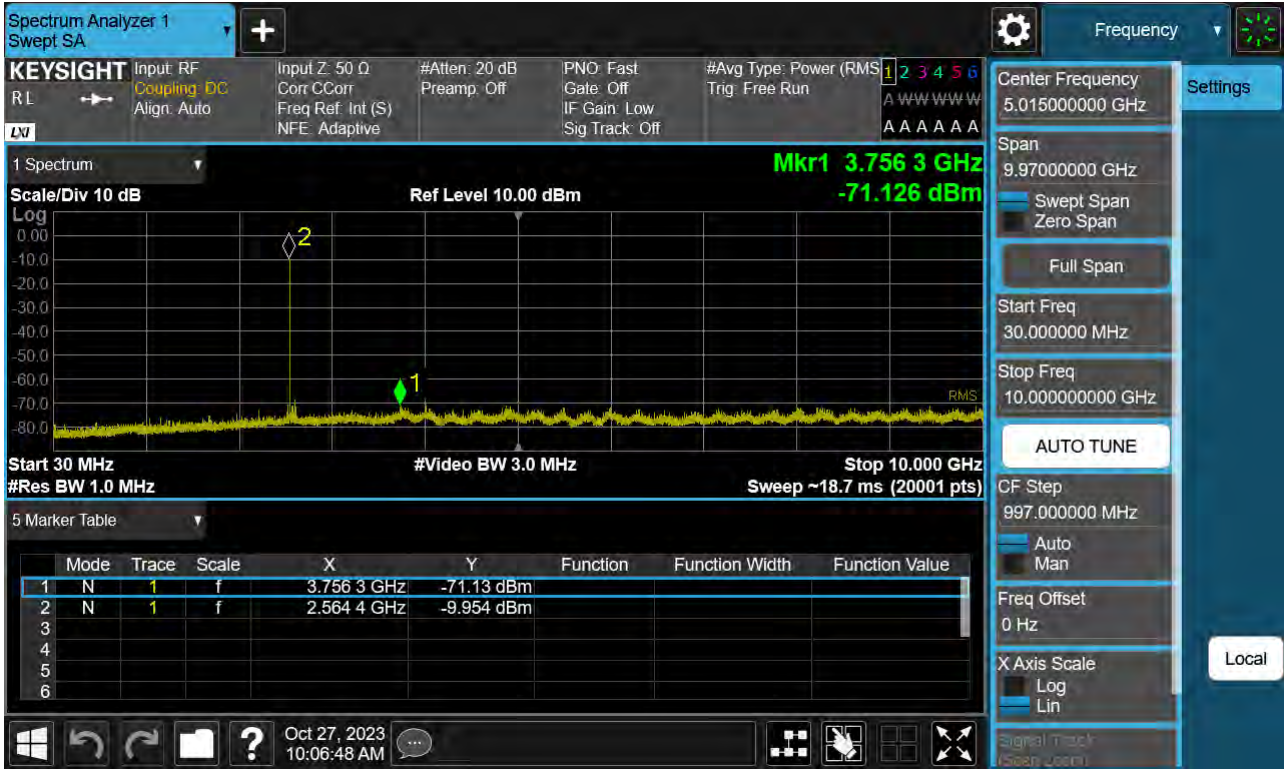 Spectrum Analyzer 1
Swept SA
+
Frequency
KEYSIGHT
RL
LXI
Input: RF
Coupling: DC
Align: Auto
Input Z: 50 Ω
Corr CCorr
Freq Ref: Int (S)
NFE: Adaptive
#Atten: 20 dB
Preamp: Off
PNO: Fast
Gate: Off
IF Gain: Low
Sig Track: Off
#Avg Type: Power (RMS
Trig: Free Run
1 2 3 4 5 6
A W W W W W
A A A A A A
1 Spectrum
Mkr1 3.756 3 GHz
-71.126 dBm
Scale/Div 10 dB
Ref Level 10.00 dBm
Log
0.00
-10.0
-20.0
-30.0
-40.0
-50.0
-60.0
-70.0
-80.0
2
1
RMS
Start 30 MHz
#Video BW 3.0 MHz
Stop 10.000 GHz
#Res BW 1.0 MHz
Sweep ~18.7 ms (20001 pts)
5 Marker Table
Mode Trace Scale X Y Function Function Width Function Value
1 N 1 f 3.756 3 GHz -71.13 dBm
2 N 1 f 2.564 4 GHz -9.954 dBm
3
4
5
6
?
Oct 27, 2023
10:06:48 AM
Center Frequency
5.015000000 GHz
Settings
Span
9.97000000 GHz
Swept Span
Zero Span
Full Span
Start Freq
30.000000 MHz
Stop Freq
10.000000000 GHz
AUTO TUNE
CF Step
997.000000 MHz
Auto
Man
Freq Offset
0 Hz
X Axis Scale
Log
Lin
Local
Signal Track
(Span Zoom)